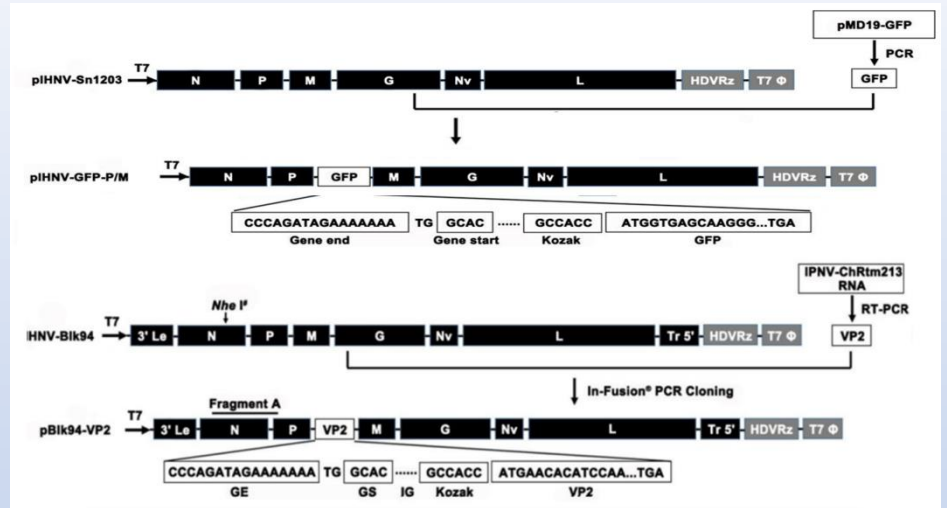 pMD19-GFP
PCR
T7
pIHNV-Sn1203 N P M G Nv L HDVRz T7 Φ GFP
T7
pIHNV-GFP-P/M N P GFP M G Nv L HDVRz T7 Φ
CCCAGATAGAAAAAAA TG GCAC ...... GCCACC ATGGTGAGCAAGGG...TGA
Gene end Gene start Kozak GFP
IPNV-ChRtm213
RNA
Nhe I#
RT-PCR
T7
IHNV-Blk94 3' Le N P M G Nv L Tr 5' HDVRz T7 Φ VP2
In-Fusion® PCR Cloning
Fragment A
T7
pBlk94-VP2 3' Le N P VP2 M G Nv L Tr 5' HDVRz T7 Φ
CCCAGATAGAAAAAAA TG GCAC ...... GCCACC ATGAACACATCCAA...TGA
GE GS IG Kozak VP2